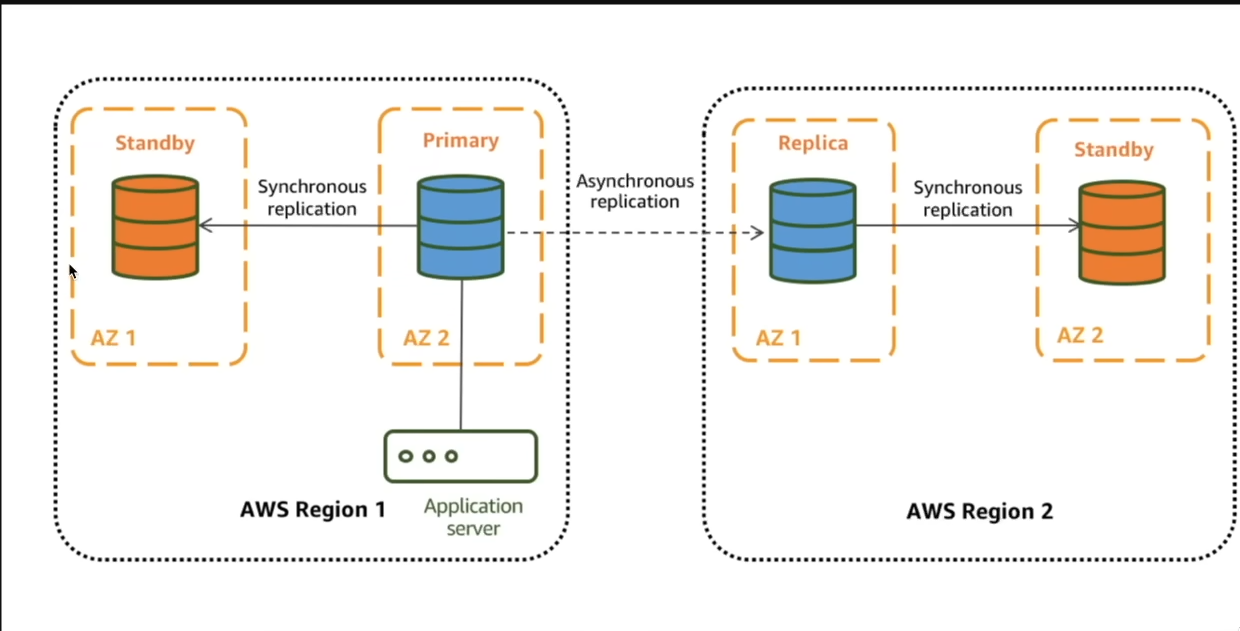 Standby
Primary
Replica
Standby
Synchronous
replication
Asynchronous
replication
Synchronous
replication
AZ 1
AZ 2
AZ 1
AZ 2
AWS Region 1
Application
server
AWS Region 2